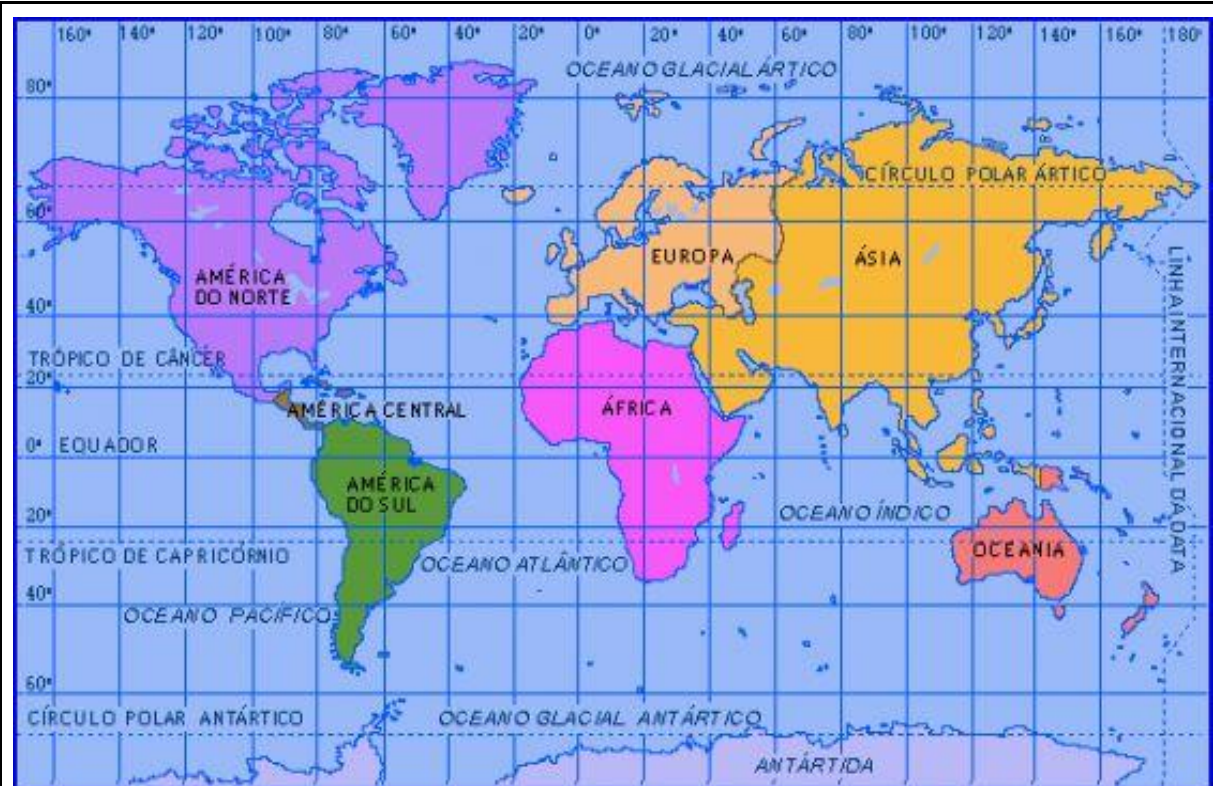 160° 140° 120° 100° 80° 60° 40° 20° 0° 20° 40° 60° 80° 100° 120° 140° 160° 180°
OCEANO GLACIAL ÁRTICO
80°
CÍRCULO POLAR ÁRTICO
60°
EUROPA
ÁSIA
AMÉRICA
DO NORTE
LINHA INTERNACIONAL DA DATA
40°
TRÓPICO DE CÂNCER
20°
AMÉRICA CENTRAL
ÁFRICA
0° EQUADOR
AMÉRICA
DO SUL
OCEANO ÍNDICO
20°
TRÓPICO DE CAPRICÓRNIO
OCEANO ATLÂNTICO
OCEANIA
40°
OCEANO PACÍFICO
60°
CÍRCULO POLAR ANTÁRTICO
OCEANO GLACIAL ANTÁRTICO
ANTÁRTIDA